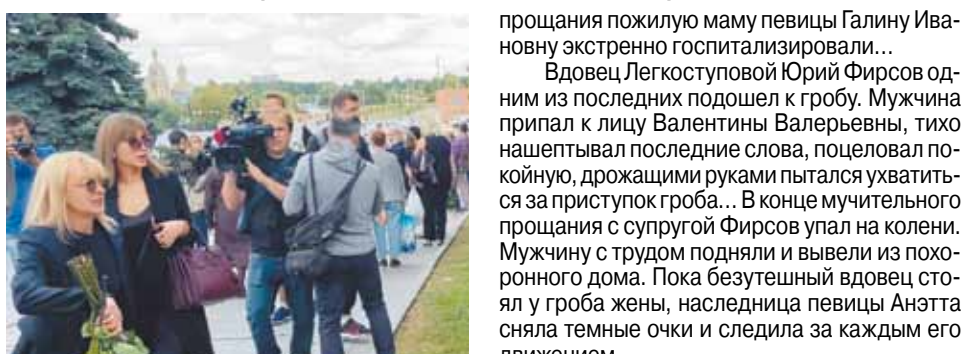 прощания пожилую маму певицы Галину Ива-
новну экстренно госпитализировали...
Вдовец Легкоступовой Юрий Фирсов од-
ним из последних подошел к гробу. Мужчина
припал к лицу Валентины Валерьевны, тихо
нашептывал последние слова, поцеловал по-
койную, дрожащими руками пытался ухватить-
ся за приступок гроба... В конце мучительного
прощания с супругой Фирсов упал на колени.
Мужчину с трудом подняли и вывели из похо-
ронного дома. Пока безутешный вдовец сто-
ял у гроба жены, наследница певицы Анэтта
сняла темные очки и следила за каждым его